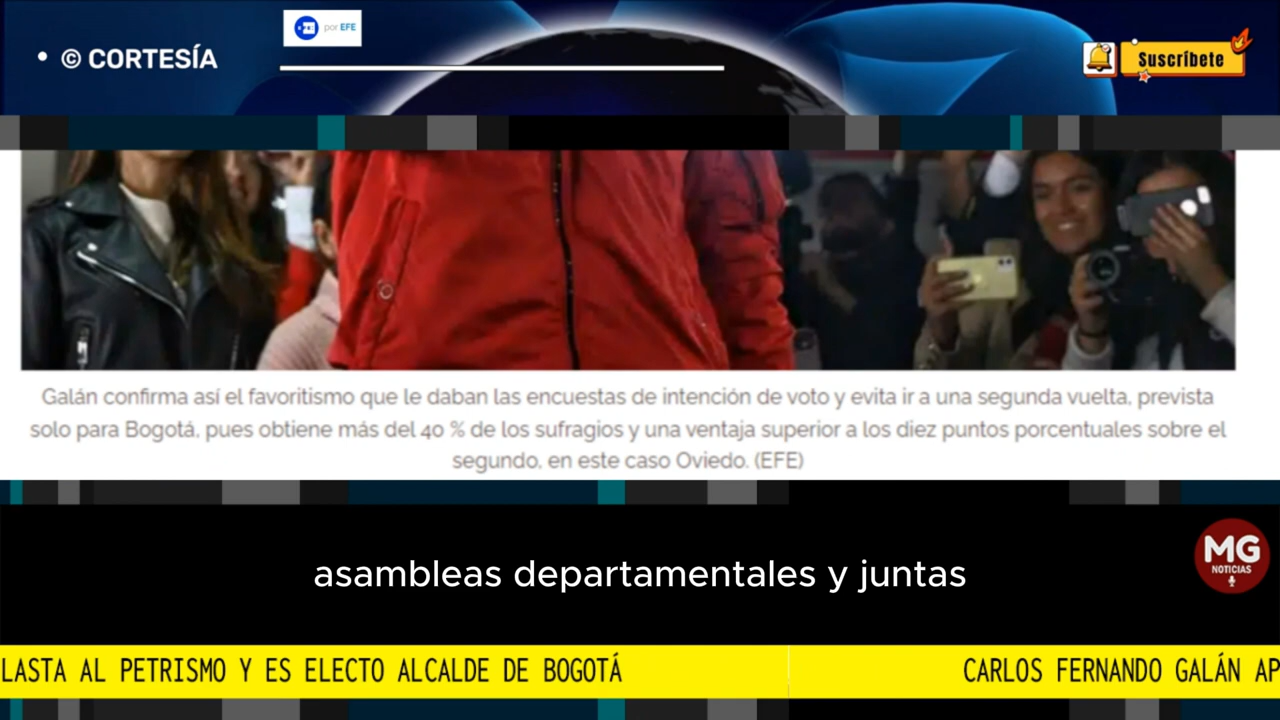 • © CORTESÍA
por EFE
Suscríbete
Galán confirma así el favoritismo que le daban las encuestas de intención de voto y evita ir a una segunda vuelta, prevista
solo para Bogotá, pues obtiene más del 40 % de los sufragios y una ventaja superior a los diez puntos porcentuales sobre el
segundo, en este caso Oviedo. (EFE)
asambleas departamentales y juntas
MG
NOTICIAS
LASTA AL PETRISMO Y ES ELECTO ALCALDE DE BOGOTÁ
CARLOS FERNANDO GALÁN AP